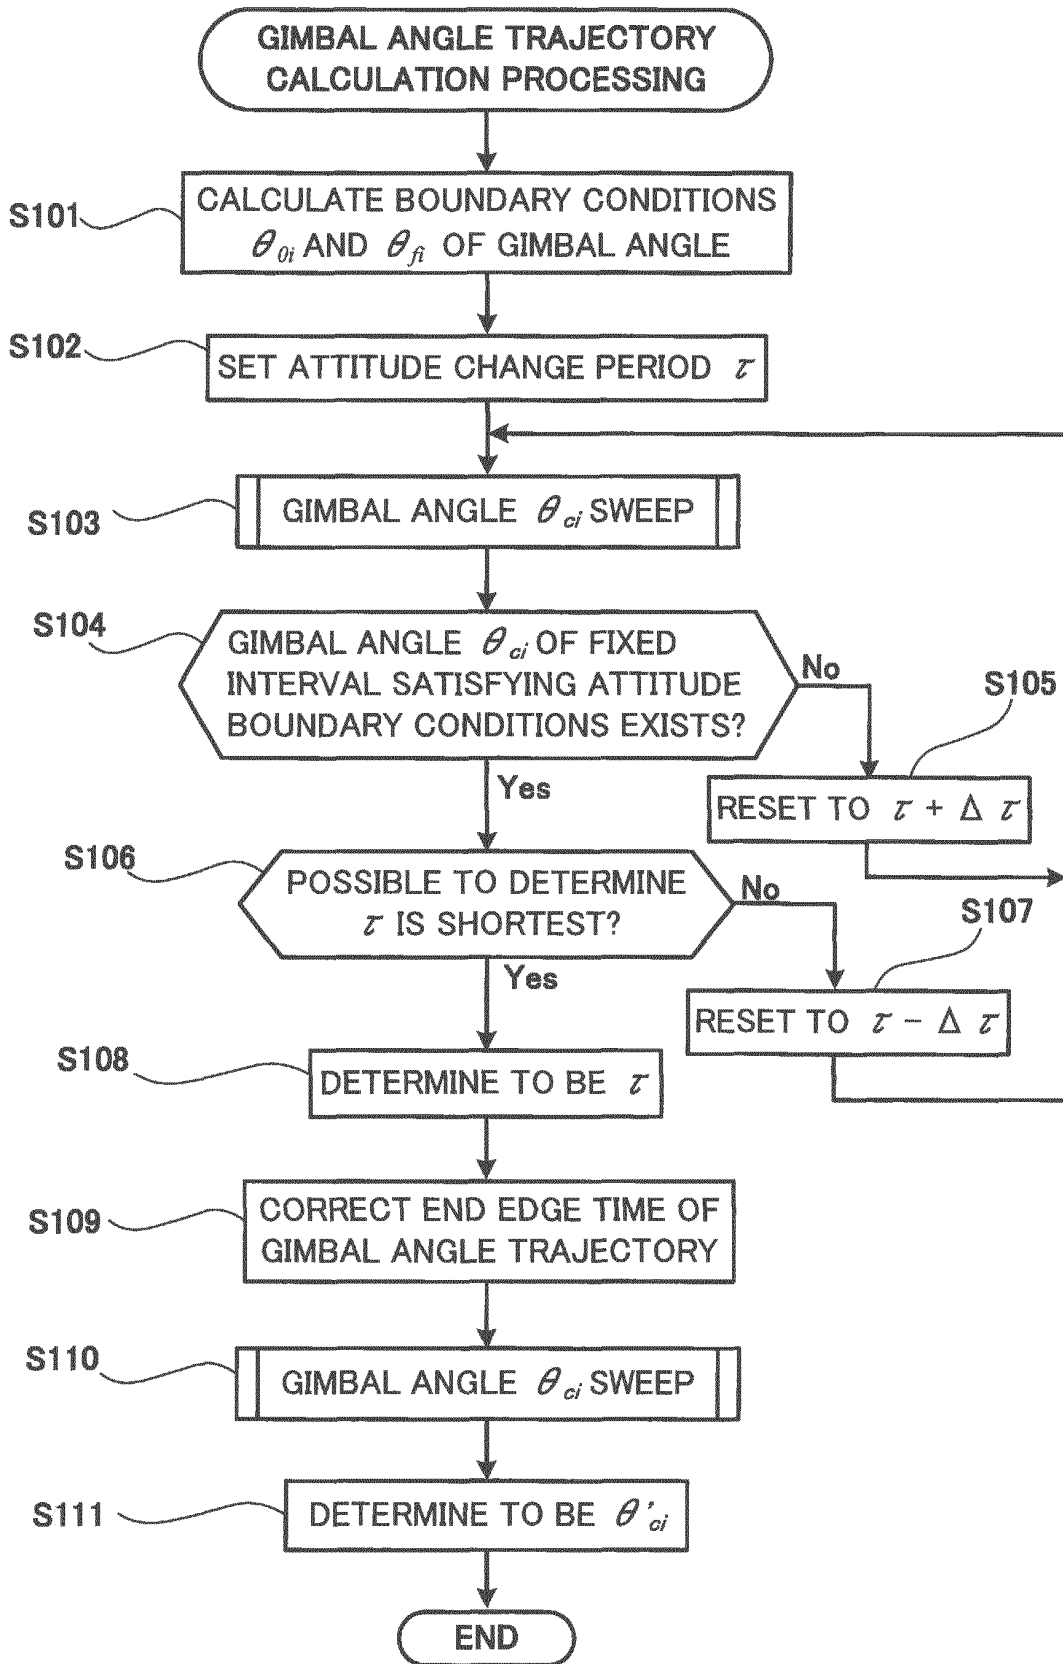 GIMBAL ANGLE TRAJECTORY
CALCULATION PROCESSING
S101
CALCULATE BOUNDARY CONDITIONS
θ0i AND θfi OF GIMBAL ANGLE
S102
SET ATTITUDE CHANGE PERIOD τ
S103
GIMBAL ANGLE θci SWEEP
S104
GIMBAL ANGLE θci OF FIXED
INTERVAL SATISFYING ATTITUDE
BOUNDARY CONDITIONS EXISTS?
No
S105
Yes
RESET TO τ + Δ τ
S106
POSSIBLE TO DETERMINE
τ IS SHORTEST?
No
S107
Yes
RESET TO τ − Δ τ
S108
DETERMINE TO BE τ
S109
CORRECT END EDGE TIME OF
GIMBAL ANGLE TRAJECTORY
S110
GIMBAL ANGLE θci SWEEP
S111
DETERMINE TO BE θ'ci
END